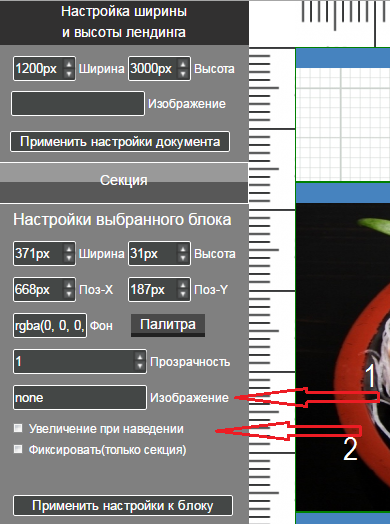 Настройка ширины
и высоты лендинга
1200px Ширина 3000px Высота
Изображение
Применить настройки документа
Секция
Настройки выбранного блока
371px Ширина 31px Высота
668px Поз-X 187px Поз-Y
rgba(0, 0, 0, Фон Палитра
1 Прозрачность
none Изображение
1
Увеличение при наведении
2
Фиксировать(только секция)
Применить настройки к блоку